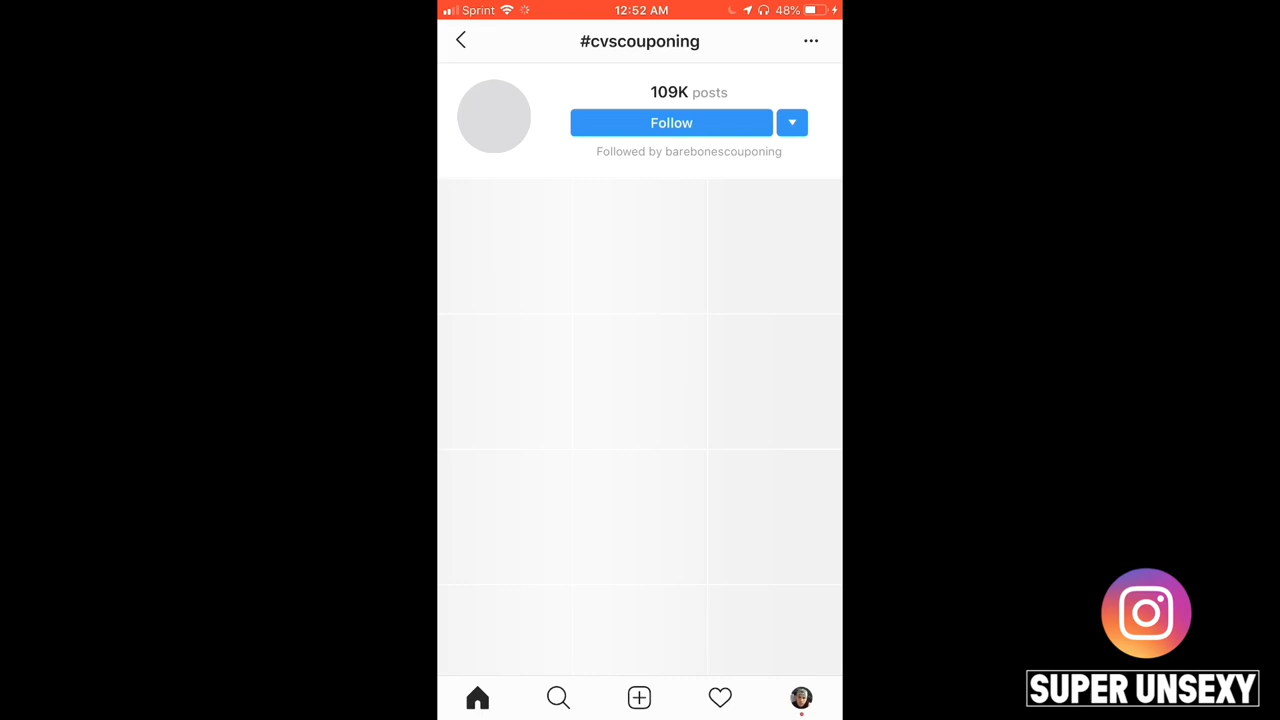 Sprint 12:52 AM 48%
#cvscouponing
109K posts
Follow
Followed by barebonescouponing
SUPER UNSEXY